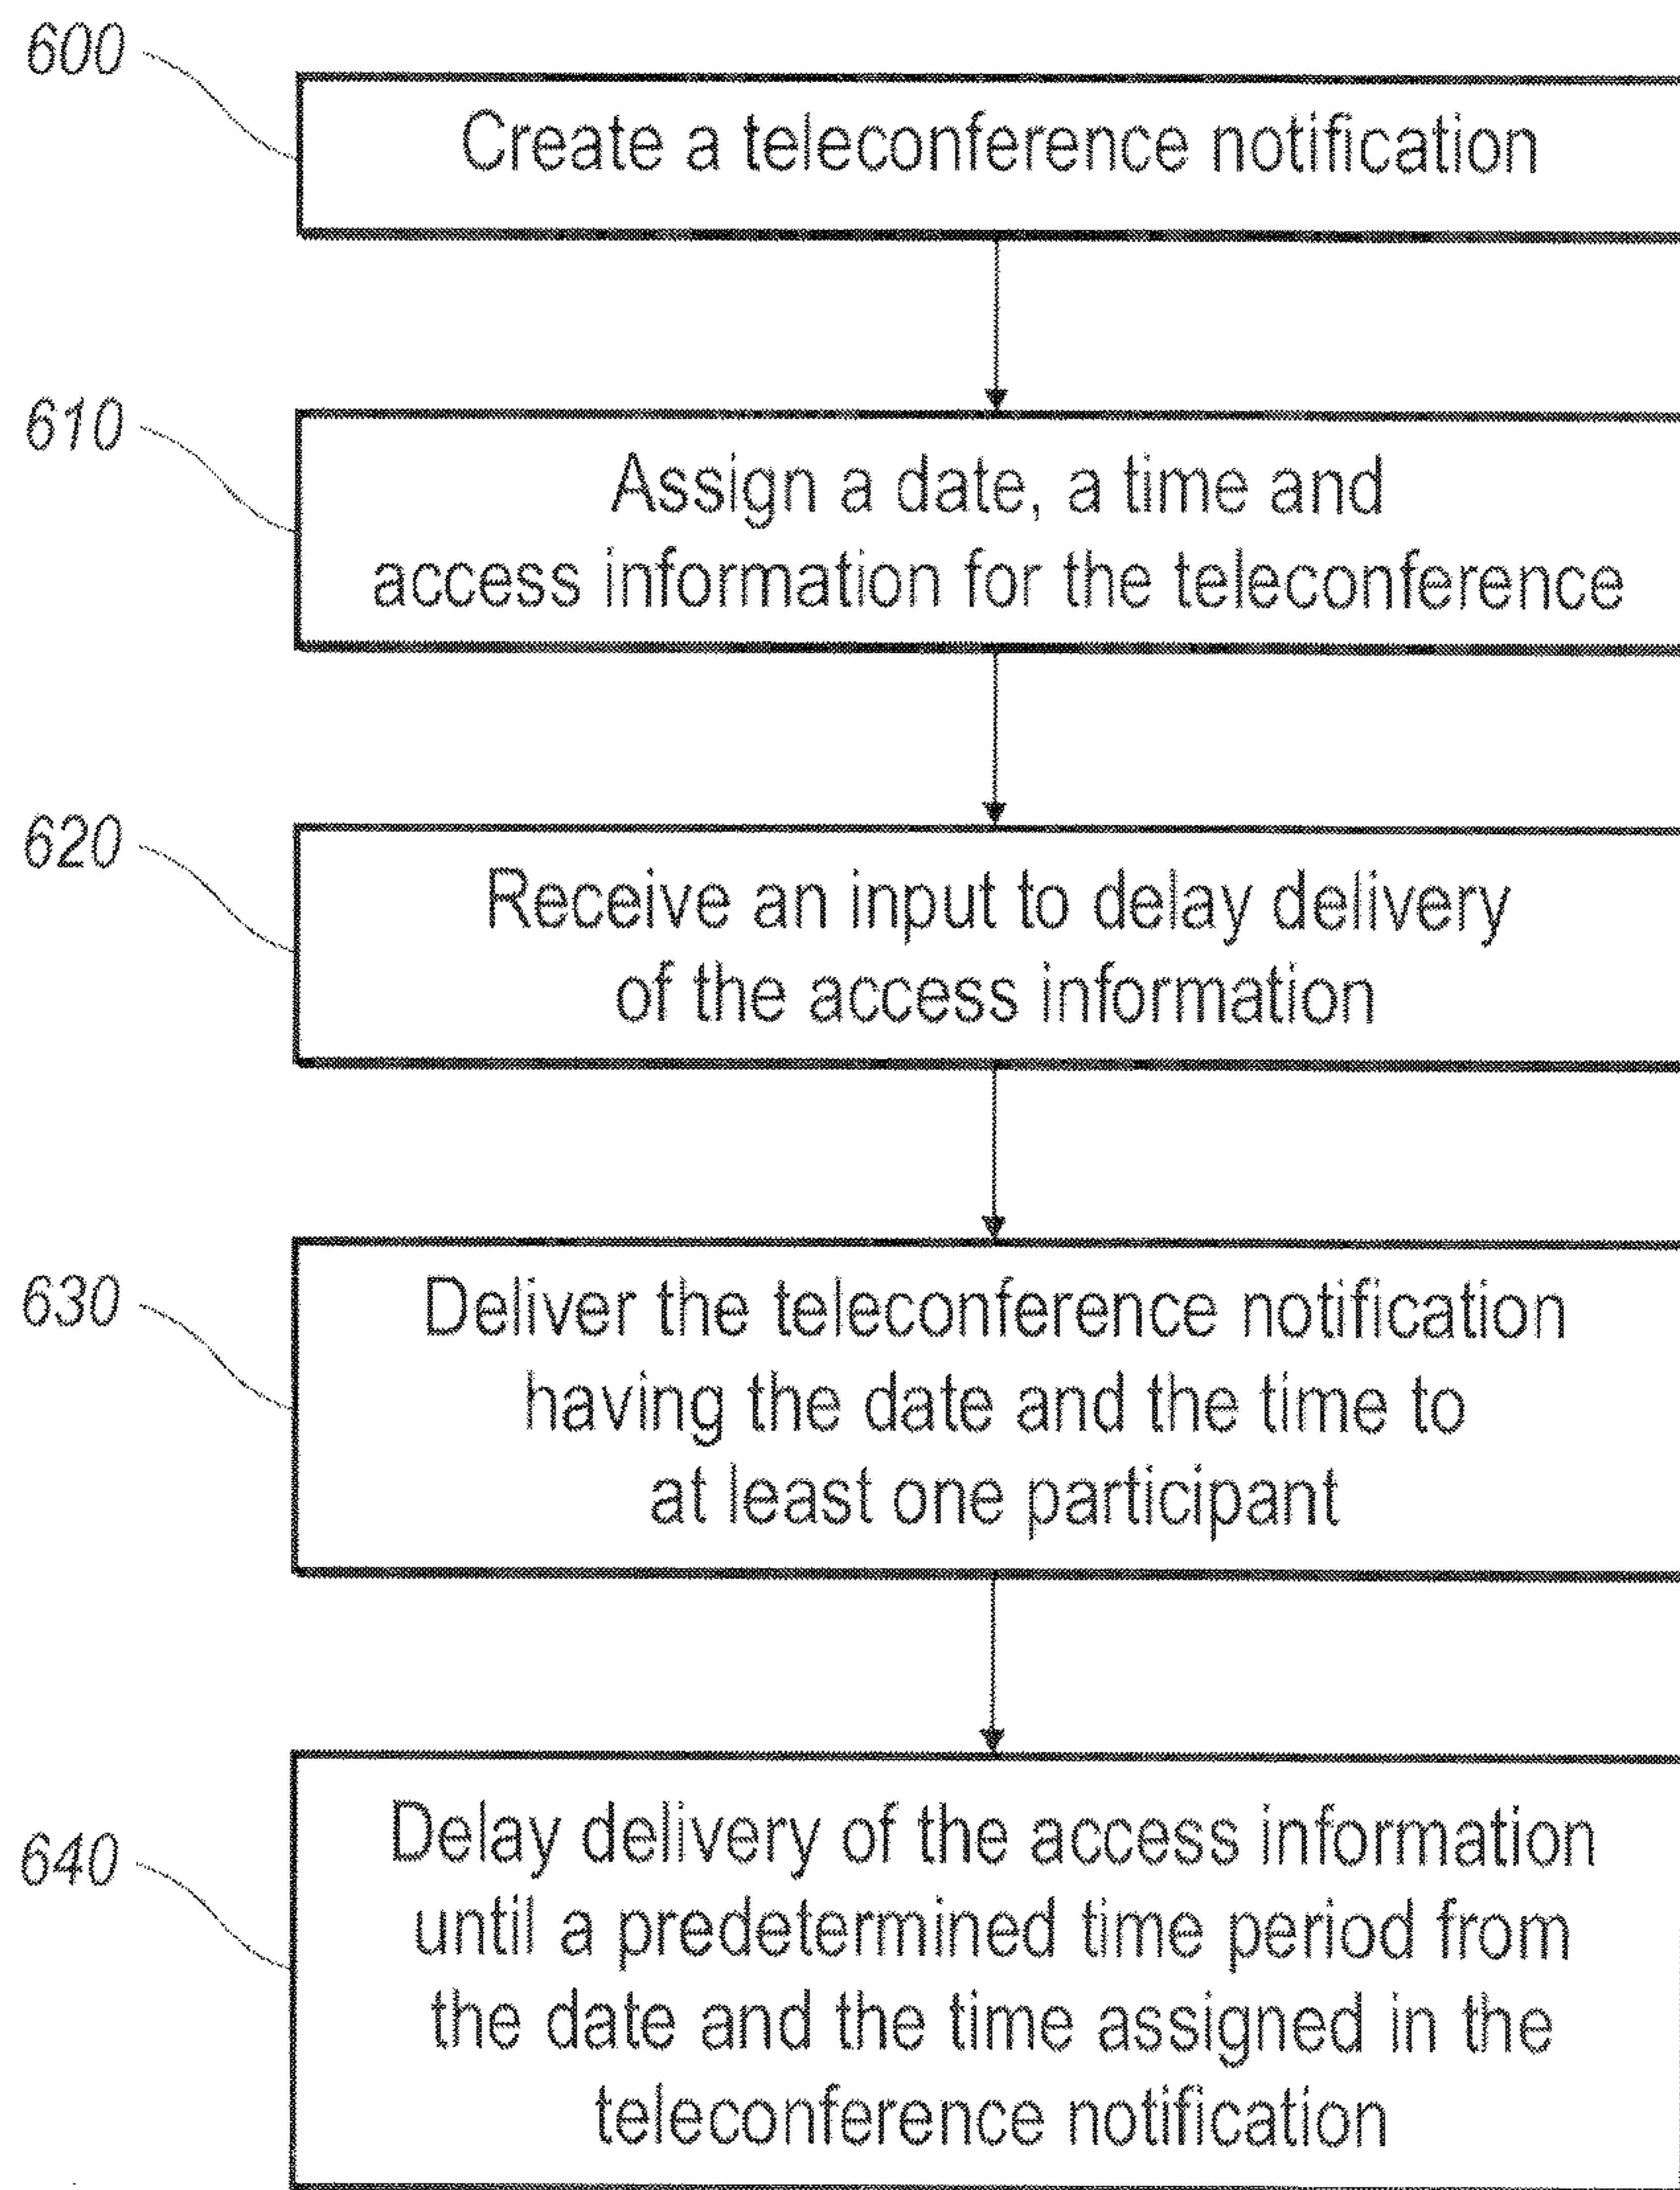 600
Create a teleconference notification
610
Assign a date, a time and
access information for the teleconference
620
Receive an input to delay delivery
of the access information
630
Deliver the teleconference notification
having the date and the time to
at least one participant
640
Delay delivery of the access information
until a predetermined time period from
the date and the time assigned in the
teleconference notification